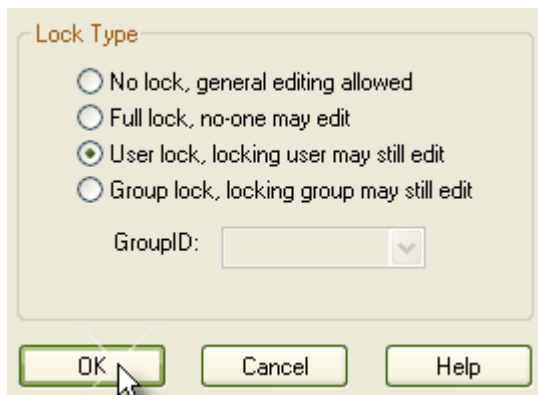 Lock Type
No lock, general editing allowed
Full lock, no-one may edit
User lock, locking user may still edit
Group lock, locking group may still edit
GroupID:
OK Cancel Help